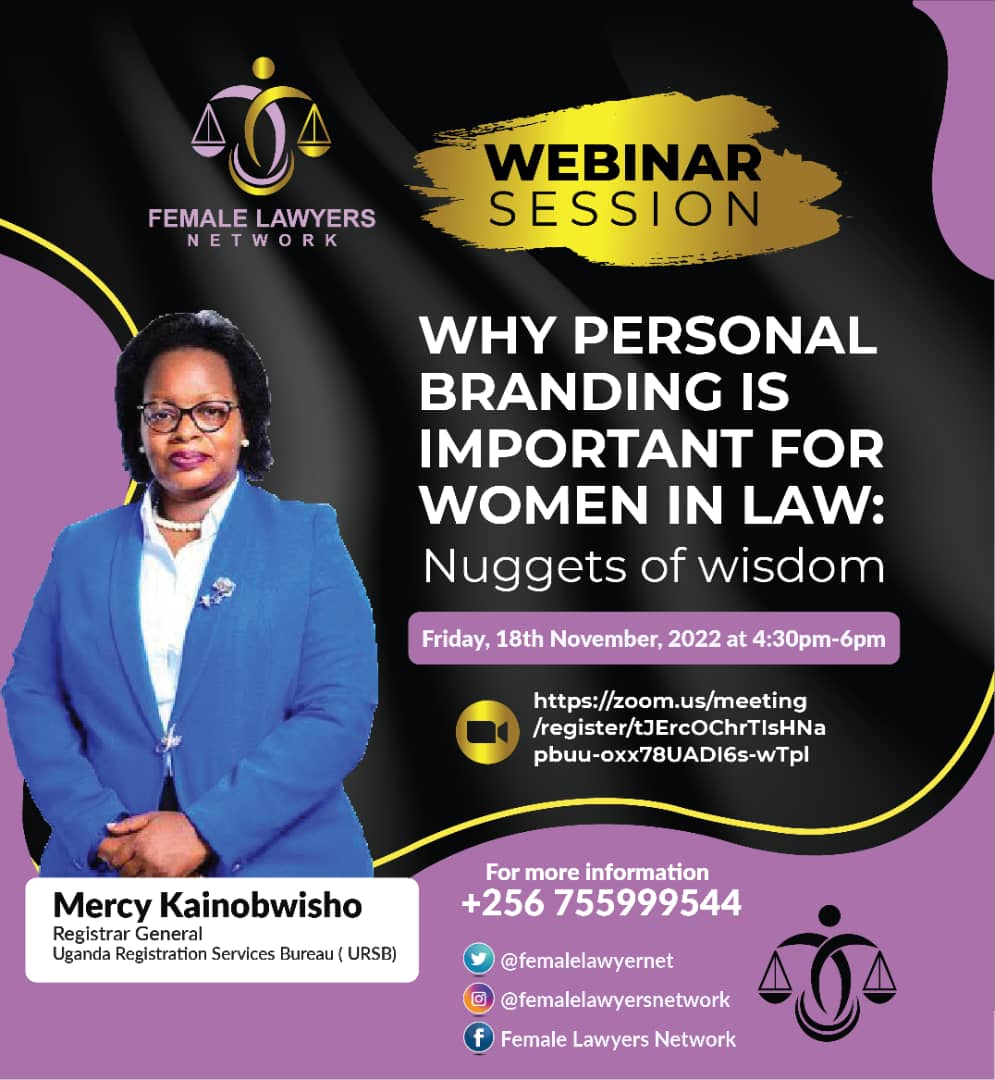 FEMALE LAWYERS
NETWORK
WEBINAR
SESSION
WHY PERSONAL
BRANDING IS
IMPORTANT FOR
WOMEN IN LAW:
Nuggets of wisdom
Friday, 18th November, 2022 at 4:30pm-6pm
https://zoom.us/meeting
/register/tJErcOChrTIsHNa
pbuu-oxx78UADI6s-wTpl
Mercy Kainobwisho
Registrar General
Uganda Registration Services Bureau ( URSB)
For more information
+256 755999544
@femalelawyernet
@femalelawyersnetwork
Female Lawyers Network